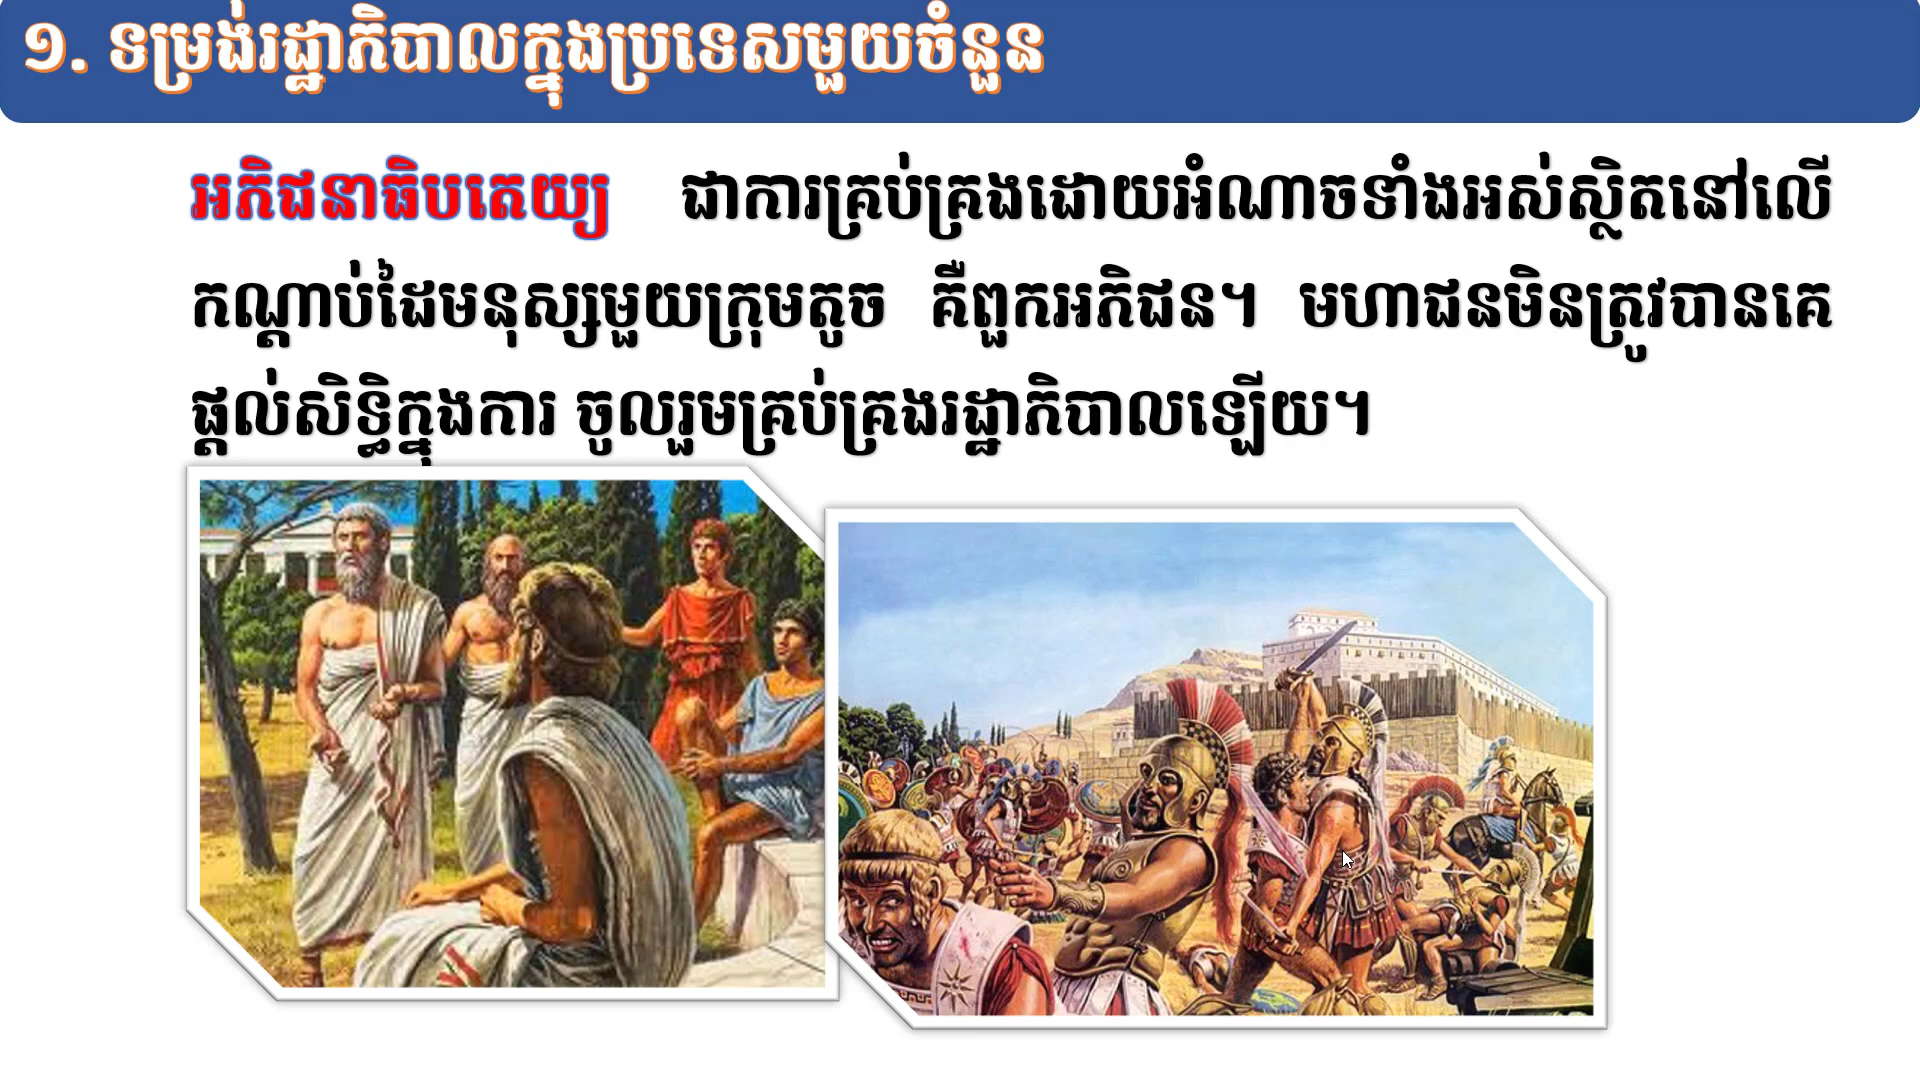 ១. ទម្រង់រដ្ឋាភិបាលក្នុងប្រទេសមួយចំនួន
អភិជនាធិបតេយ្យ ជាការគ្រប់គ្រងដោយអំណាចទាំងអស់ស្ថិតនៅលើ
កណ្តាប់ដៃមនុស្សមួយក្រុមតូច គឺពួកអភិជន។ មហាជនមិនត្រូវបានគេ
ផ្តល់សិទ្ធិក្នុងការ ចូលរួមគ្រប់គ្រងរដ្ឋាភិបាលឡើយ។